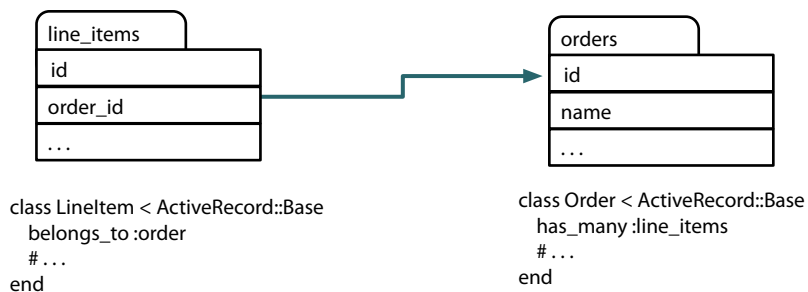 line_items
id
order_id
...
orders
id
name
...
class LineItem < ActiveRecord::Base
belongs_to :order
# ...
end
class Order < ActiveRecord::Base
has_many :line_items
# ...
end